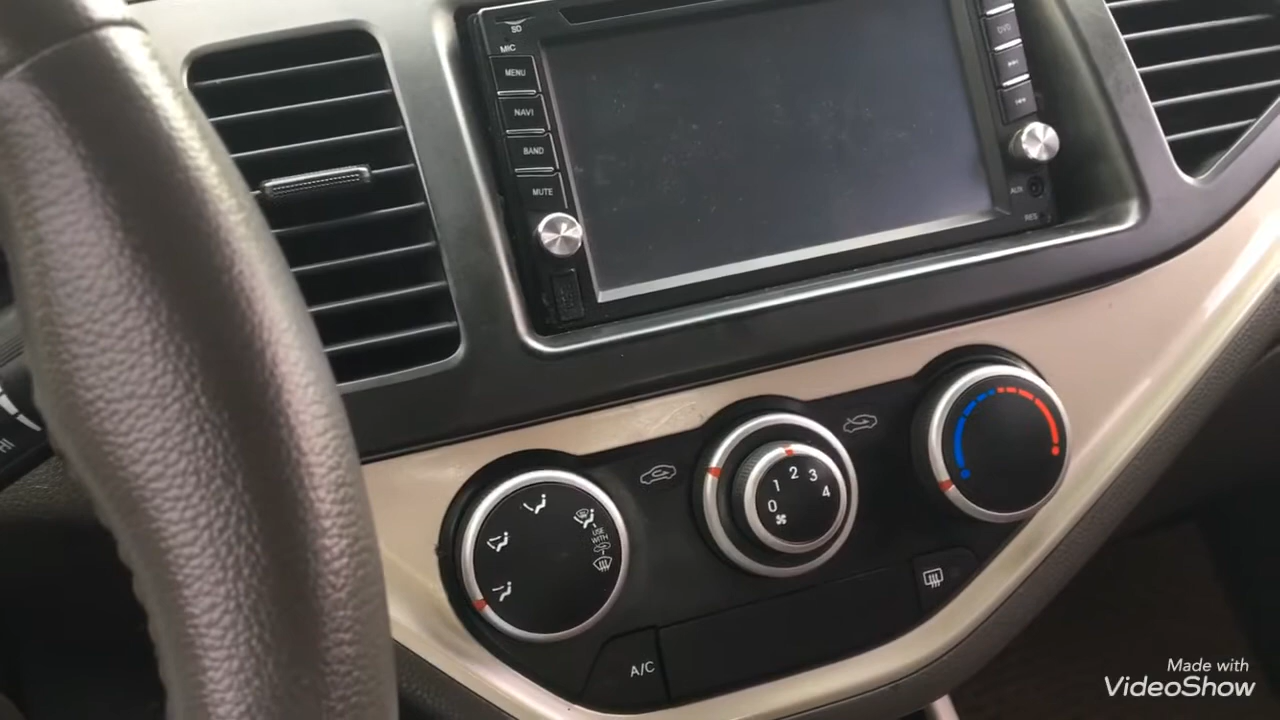 SD
MIC
MENU
NAVI
BAND
MUTE
DVD
AUX
RES
HI
0
1
2
3
4
USE
WITH
A/C
Made with
VideoShow